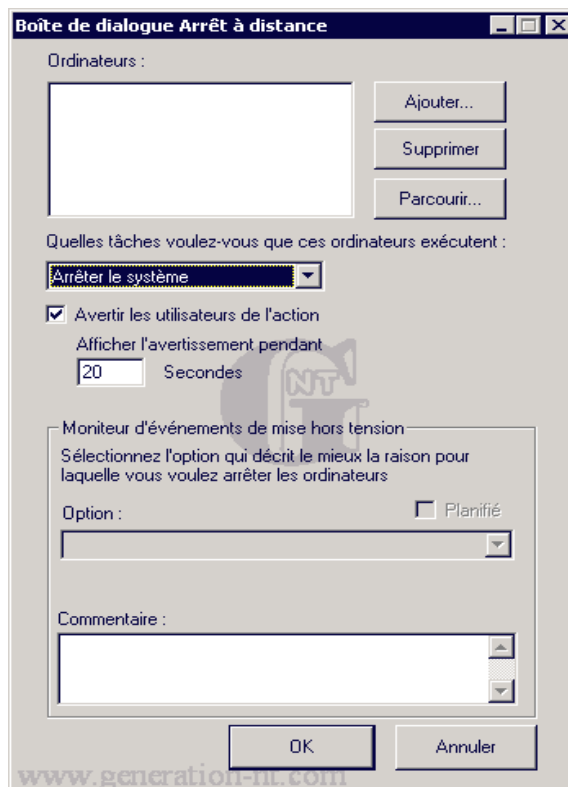 Boîte de dialogue Arrêt à distance
Ordinateurs :
Ajouter...
Supprimer
Parcourir...
Quelles tâches voulez-vous que ces ordinateurs exécutent :
Arrêter le système
Avertir les utilisateurs de l'action
Afficher l'avertissement pendant
20 Secondes
GNT
Moniteur d'événements de mise hors tension
Sélectionnez l'option qui décrit le mieux la raison pour
laquelle vous voulez arrêter les ordinateurs
Option :
Planifié
Commentaire :
OK
Annuler
www.generation-nt.com